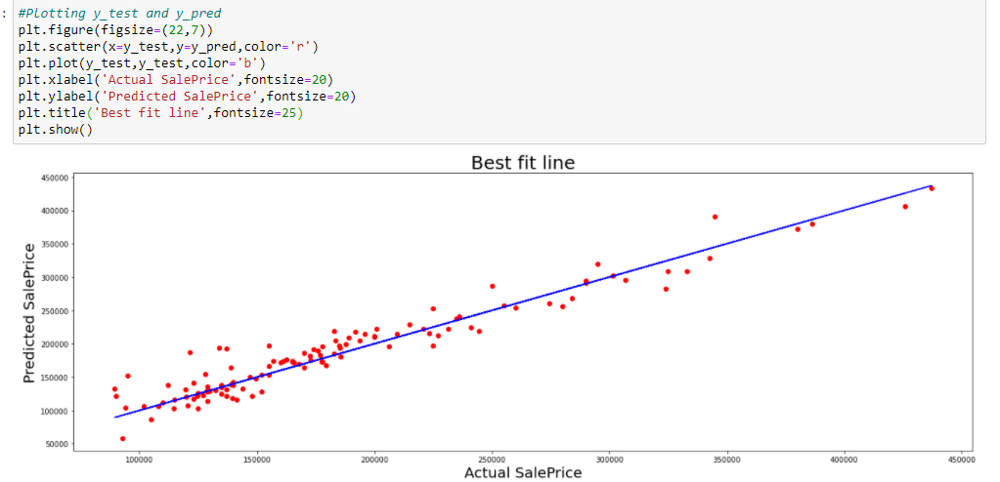 :
#Plotting y_test and y_pred
plt.figure(figsize=(22,7))
plt.scatter(x=y_test,y=y_pred,color='r')
plt.plot(y_test,y_test,color='b')
plt.xlabel('Actual SalePrice',fontsize=20)
plt.ylabel('Predicted SalePrice',fontsize=20)
plt.title('Best fit line',fontsize=25)
plt.show()
Best fit line
Predicted SalePrice
450000
400000
350000
300000
250000
200000
150000
100000
50000
100000 150000 200000 250000 300000 350000 400000 450000
Actual SalePrice